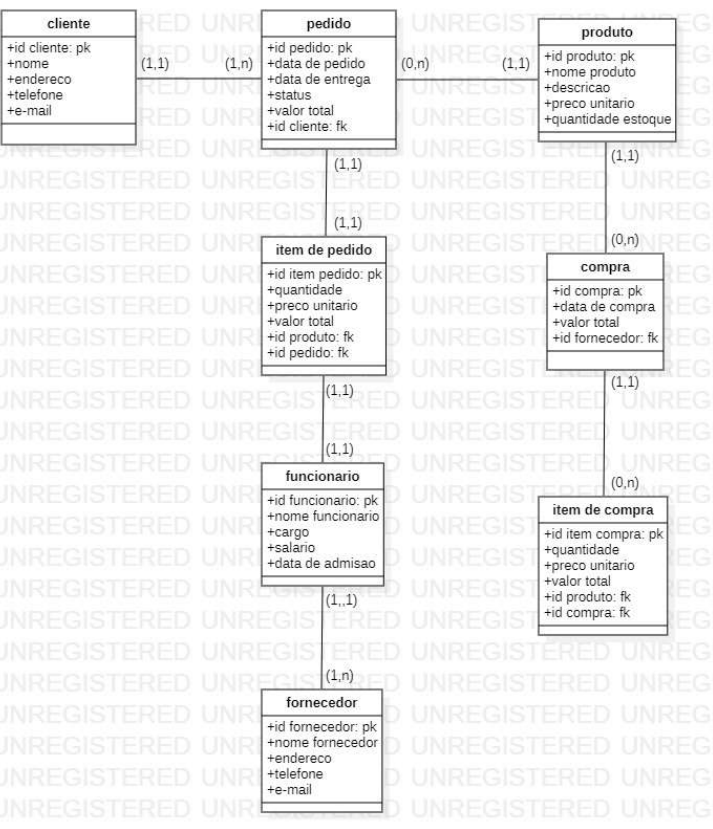 cliente
+id cliente: pk
+nome
+endereco
+telefone
+e-mail
(1,1)
(1,n)
pedido
+id pedido: pk
+data de pedido
+data de entrega
+status
+valor total
+id cliente: fk
(0,n)
(1,1)
produto
+id produto: pk
+nome produto
+descricao
+preco unitario
+quantidade estoque
(1,1)
(1,1)
item de pedido
+id item pedido: pk
+quantidade
+preco unitario
+valor total
+id produto: fk
+id pedido: fk
(1,1)
(0,n)
compra
+id compra: pk
+data de compra
+valor total
+id fornecedor: fk
(1,1)
(1,1)
funcionario
+id funcionario: pk
+nome funcionario
+cargo
+salario
+data de admisao
(1,1)
(0,n)
item de compra
+id item compra: pk
+quantidade
+preco unitario
+valor total
+id produto: fk
+id compra: fk
(1,,1)
(1,n)
fornecedor
+id fornecedor: pk
+nome fornecedor
+endereco
+telefone
+e-mail
UNREGISTERED